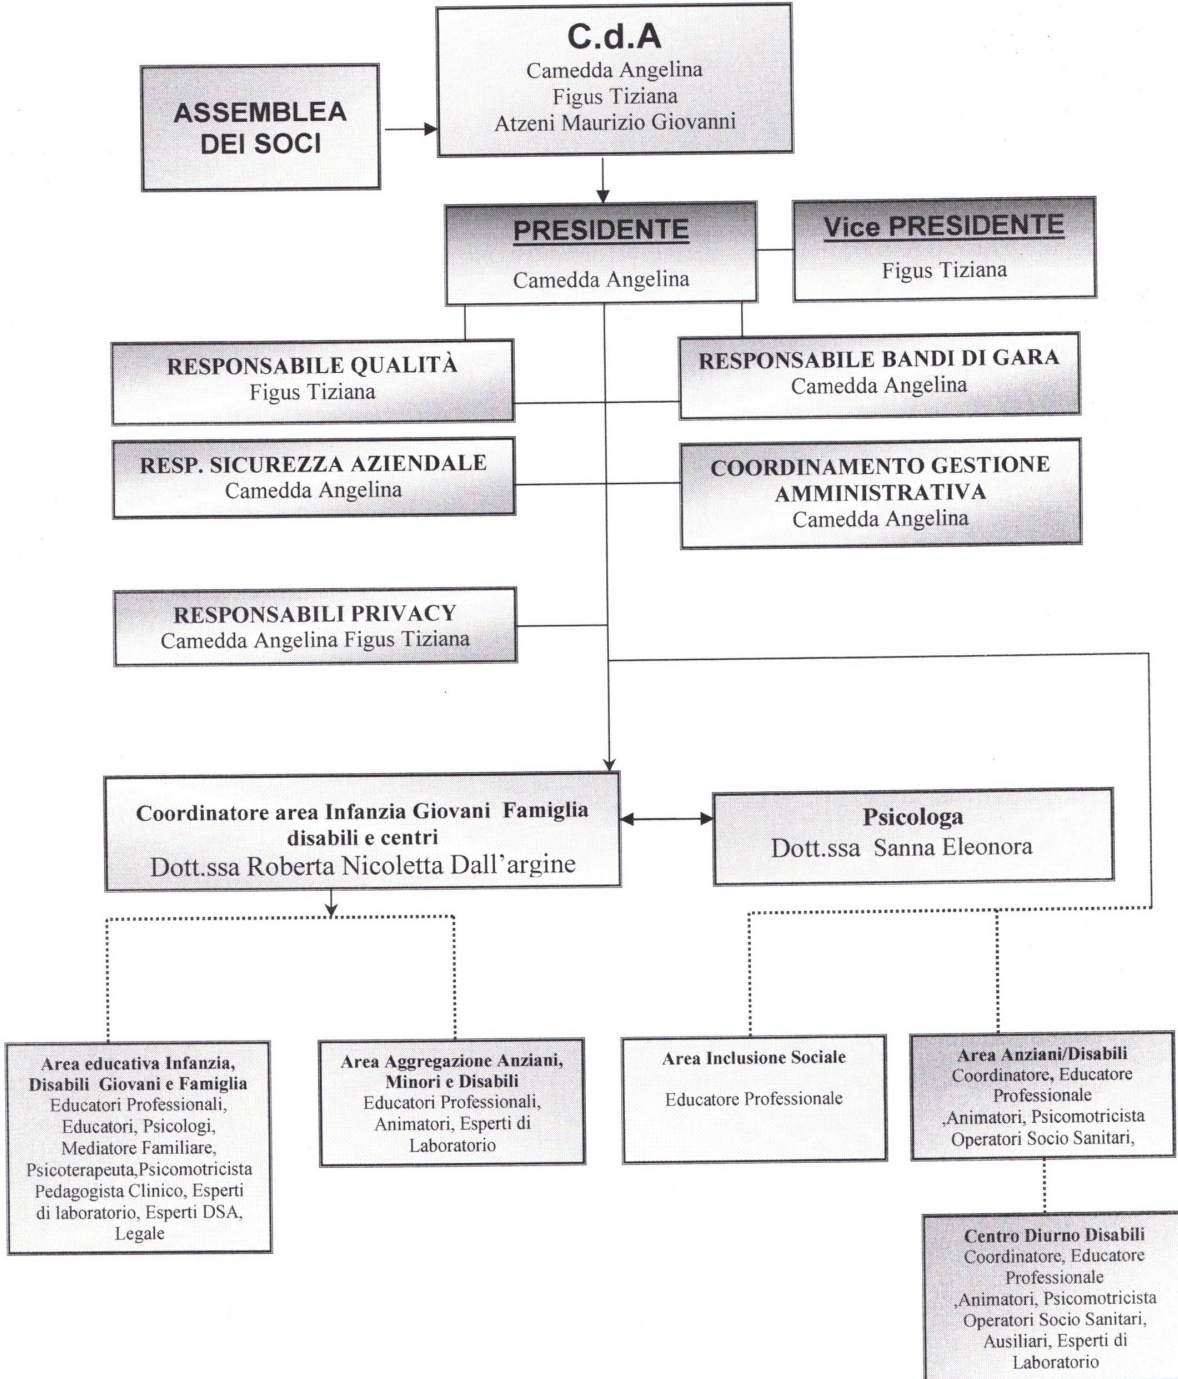 C.d.A
Camedda Angelina
Figus Tiziana
Atzeni Maurizio Giovanni
ASSEMBLEA
DEI SOCI
PRESIDENTE
Camedda Angelina
Vice PRESIDENTE
Figus Tiziana
RESPONSABILE QUALITÀ
Figus Tiziana
RESPONSABILE BANDI DI GARA
Camedda Angelina
RESP. SICUREZZA AZIENDALE
Camedda Angelina
COORDINAMENTO GESTIONE
AMMINISTRATIVA
Camedda Angelina
RESPONSABILI PRIVACY
Camedda Angelina Figus Tiziana
Coordinatore area Infanzia Giovani Famiglia
disabili e centri
Dott.ssa Roberta Nicoletta Dall'argine
Psicologa
Dott.ssa Sanna Eleonora
Area educativa Infanzia,
Disabili Giovani e Famiglia
Educatori Professionali,
Educatori, Psicologi,
Mediatore Familiare,
Psicoterapeuta,Psicomotricista
Pedagogista Clinico, Esperti
di laboratorio, Esperti DSA,
Legale
Area Aggregazione Anziani,
Minori e Disabili
Educatori Professionali,
Animatori, Esperti di
Laboratorio
Area Inclusione Sociale
Educatore Professionale
Area Anziani/Disabili
Coordinatore, Educatore
Professionale
,Animatori, Psicomotricista
Operatori Socio Sanitari,
Centro Diurno Disabili
Coordinatore, Educatore
Professionale
,Animatori, Psicomotricista
Operatori Socio Sanitari,
Ausiliari, Esperti di
Laboratorio